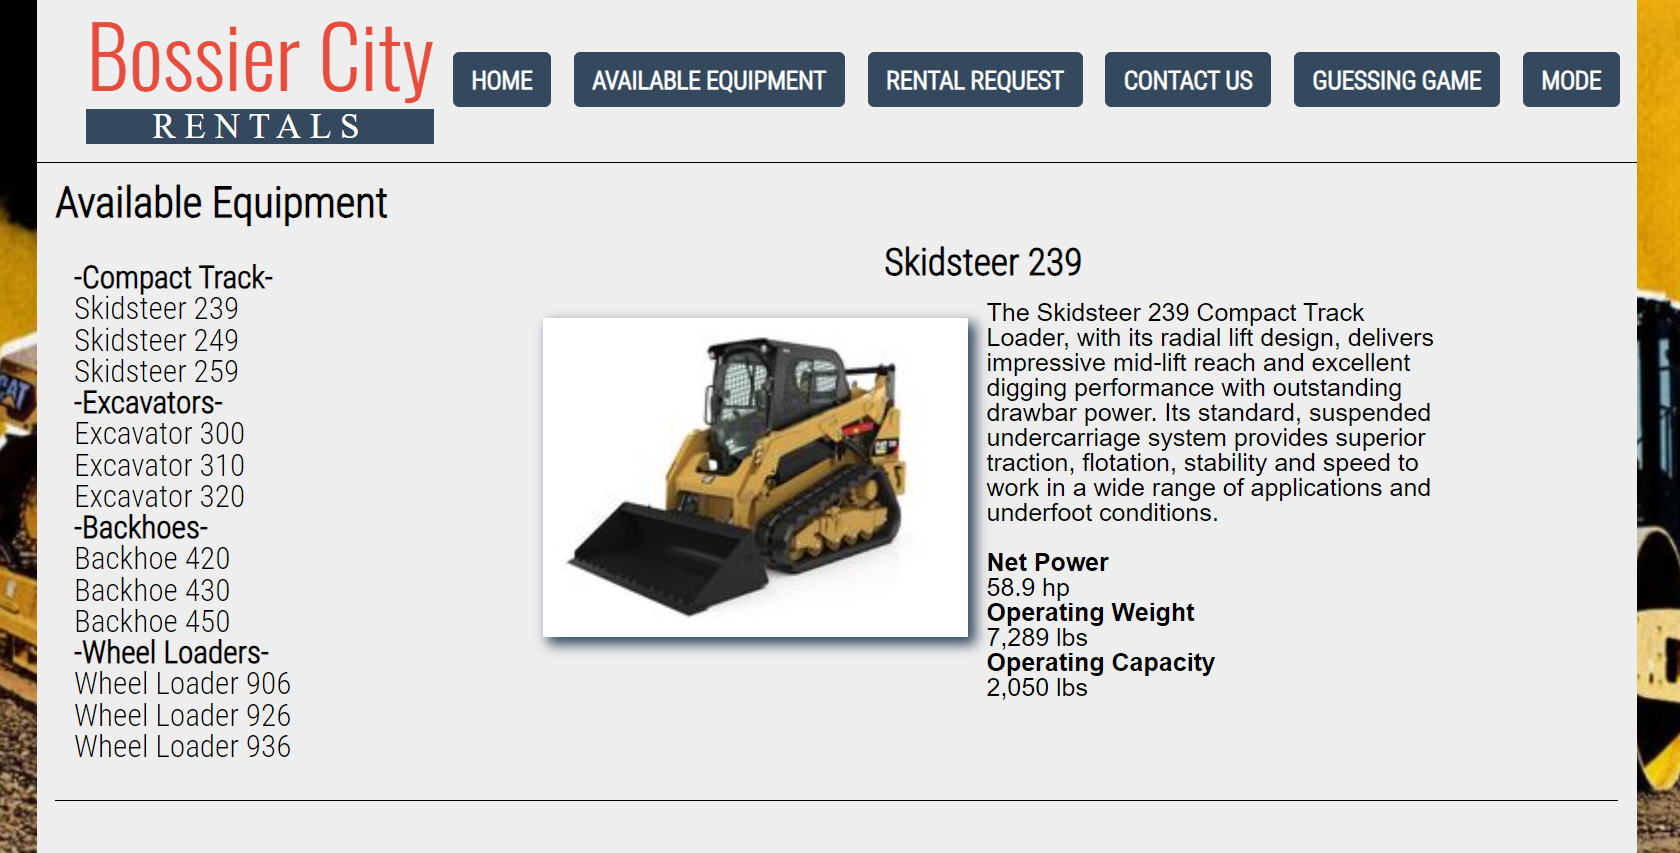 Bossier City
RENTALS
HOME
AVAILABLE EQUIPMENT
RENTAL REQUEST
CONTACT US
GUESSING GAME
MODE
Available Equipment
-Compact Track-
Skidsteer 239
Skidsteer 249
Skidsteer 259
-Excavators-
Excavator 300
Excavator 310
Excavator 320
-Backhoes-
Backhoe 420
Backhoe 430
Backhoe 450
-Wheel Loaders-
Wheel Loader 906
Wheel Loader 926
Wheel Loader 936
Skidsteer 239
The Skidsteer 239 Compact Track
Loader, with its radial lift design, delivers
impressive mid-lift reach and excellent
digging performance with outstanding
drawbar power. Its standard, suspended
undercarriage system provides superior
traction, flotation, stability and speed to
work in a wide range of applications and
underfoot conditions.
Net Power
58.9 hp
Operating Weight
7,289 lbs
Operating Capacity
2,050 lbs
CAT